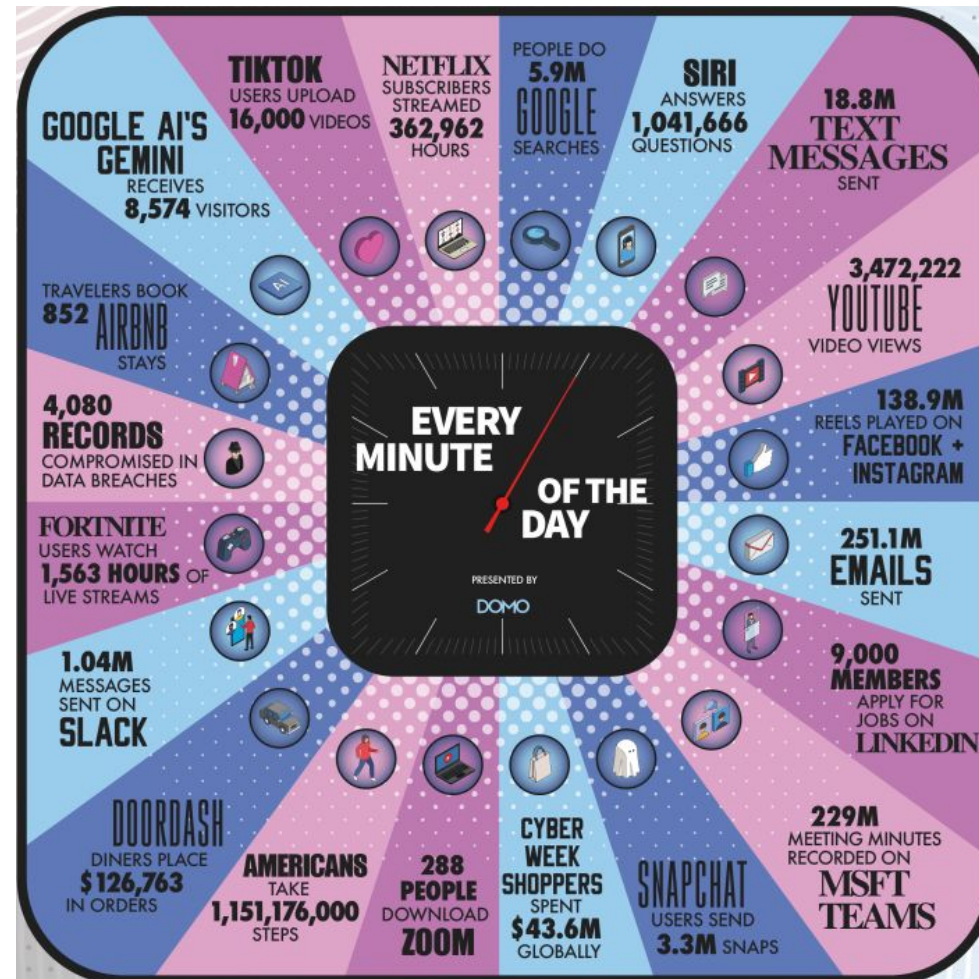 PEOPLE DO
5.9M
GOOGLE
SEARCHES
SIRI
ANSWERS
1,041,666
QUESTIONS
18.8M
TEXT
MESSAGES
SENT
3,472,222
YOUTUBE
VIDEO VIEWS
138.9M
REELS PLAYED ON
FACEBOOK +
INSTAGRAM
251.1M
EMAILS
SENT
9,000
MEMBERS
APPLY FOR
JOBS ON
LINKEDIN
229M
MEETING MINUTES
RECORDED ON
MSFT
TEAMS
SNAPCHAT
USERS SEND
3.3M SNAPS
CYBER
WEEK
SHOPPERS
SPENT
$43.6M
GLOBALLY
288
PEOPLE
DOWNLOAD
ZOOM
AMERICANS
TAKE
1,151,176,000
STEPS
DOORDASH
DINERS PLACE
$126,763
IN ORDERS
1.04M
MESSAGES
SENT ON
SLACK
FORTNITE
USERS WATCH
1,563 HOURS OF
LIVE STREAMS
4,080
RECORDS
COMPROMISED IN
DATA BREACHES
TRAVELERS BOOK
852 AIRBNB
STAYS
GOOGLE AI'S
GEMINI
RECEIVES
8,574 VISITORS
TIKTOK
USERS UPLOAD
16,000 VIDEOS
NETFLIX
SUBSCRIBERS
STREAMED
362,962
HOURS
AI
EVERY
MINUTE
OF THE
DAY
PRESENTED BY
DOMO